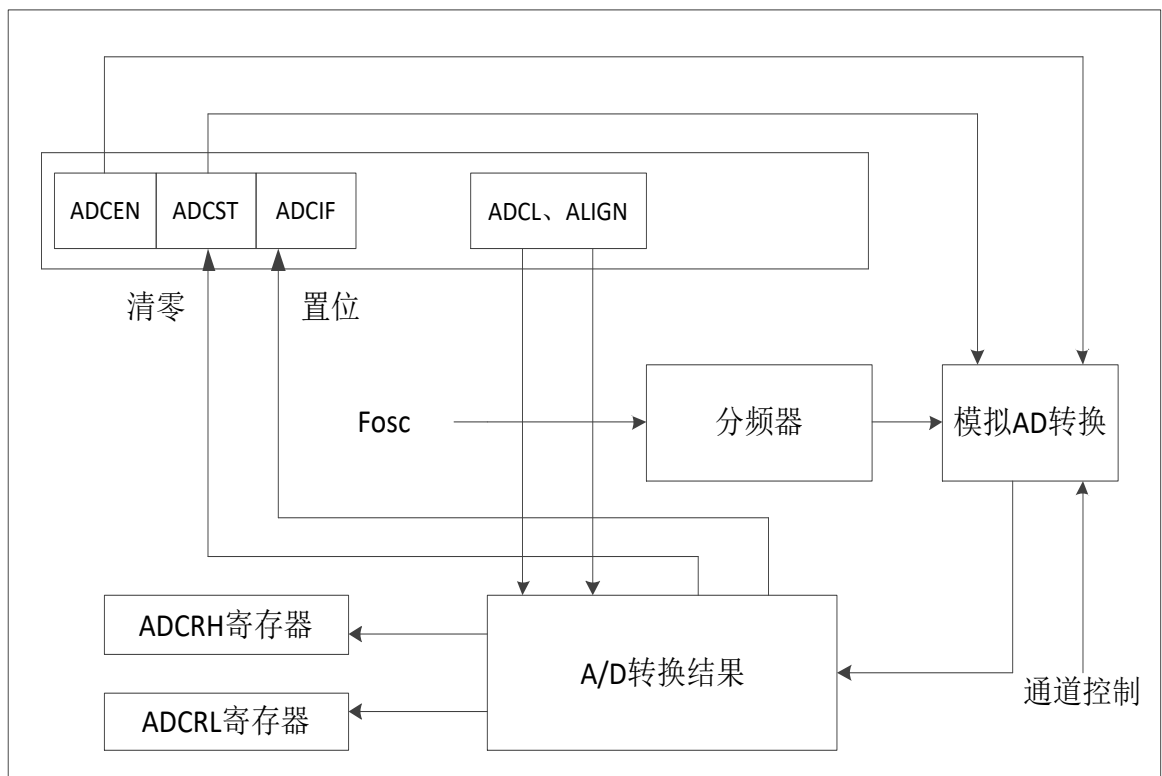 ADCEN
ADCST
ADCIF
ADCL、ALIGN
清零
置位
Fosc
分频器
模拟AD转换
ADCRH寄存器
A/D转换结果
ADCRL寄存器
通道控制